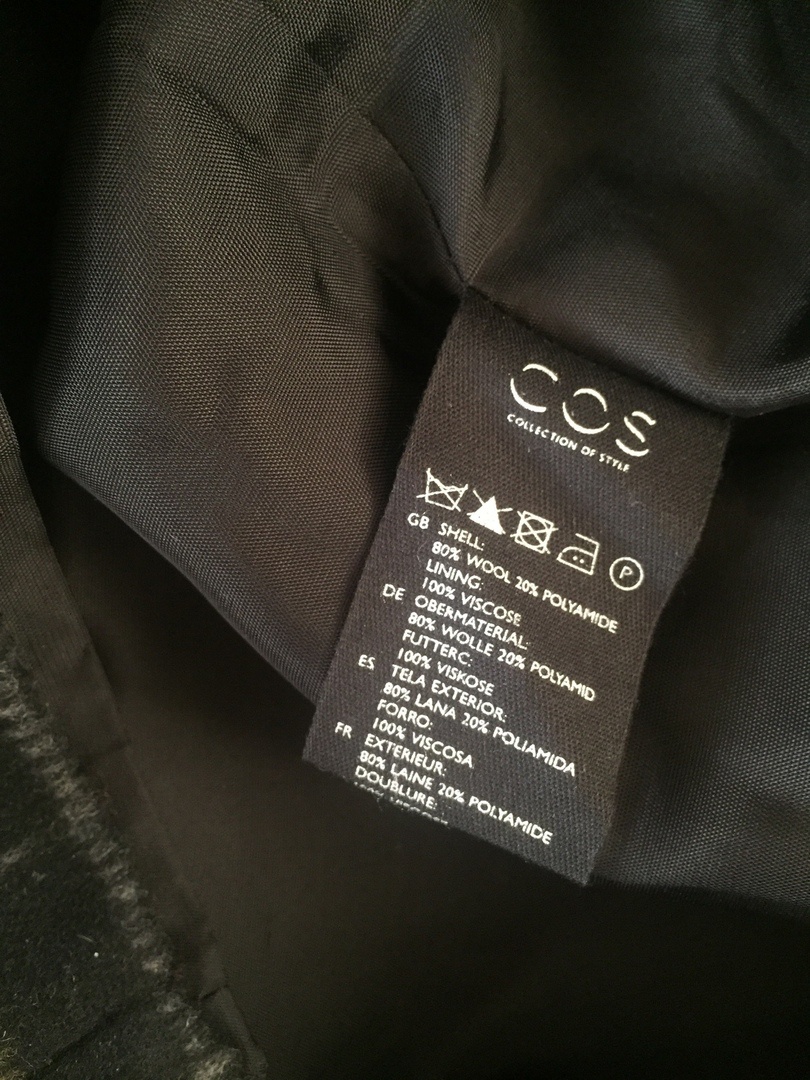 COS
COLLECTION OF STYLE
P
GB SHELL:
80% WOOL 20% POLYAMIDE
LINING:
100% VISCOSE
DE OBERMATERIAL:
80% WOLLE 20% POLYAMID
FUTTERC:
100% VISKOSE
ES TELA EXTERIOR:
80% LANA 20% POLIAMIDA
FORRO:
100% VISCOSA
FR EXTERIEUR:
80% LAINE 20% POLYAMIDE
DOUBLURE: